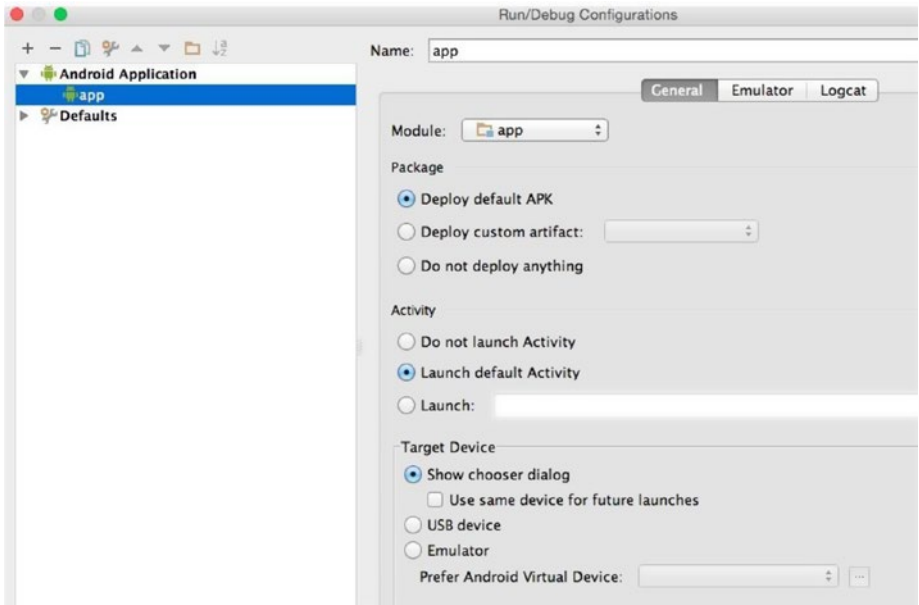 Run/Debug Configurations
Name: app
Android Application
app
Defaults
General Emulator Logcat
Module: app
Package
Deploy default APK
Deploy custom artifact:
Do not deploy anything
Activity
Do not launch Activity
Launch default Activity
Launch:
Target Device
Show chooser dialog
Use same device for future launches
USB device
Emulator
Prefer Android Virtual Device:
...